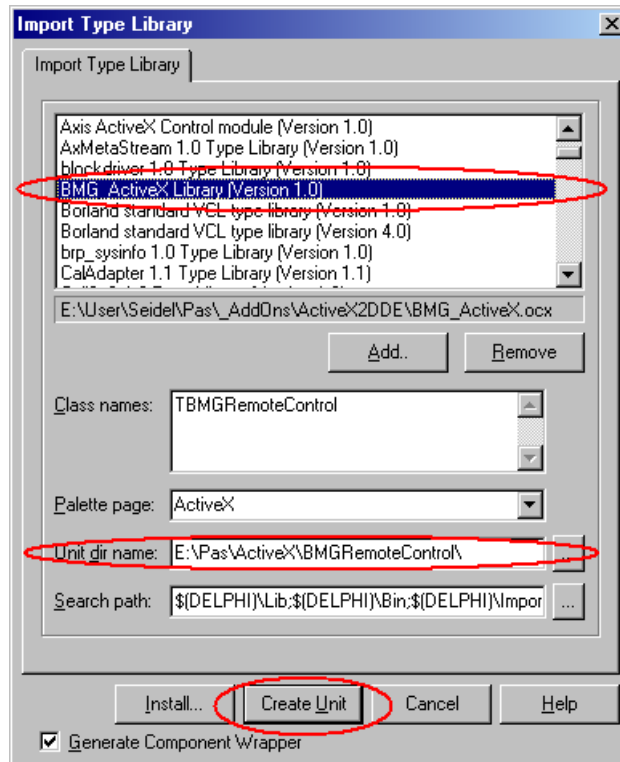 Import Type Library
Import Type Library
Axis ActiveX Control module (Version 1.0)
AxMetaStream 1.0 Type Library (Version 1.0)
blockdriver 1.0 Type Library (Version 1.0)
BMG_ActiveX Library (Version 1.0)
Borland standard VCL type library (Version 1.0)
Borland standard VCL type library (Version 4.0)
brp_sysinfo 1.0 Type Library (Version 1.0)
CalAdapter 1.1 Type Library (Version 1.1)
E:\User\Seidel\Pas\_AddOns\ActiveX2DDE\BMG_ActiveX.ocx
Add.. Remove
Class names: TBMGRemoteControl
Palette page: ActiveX
Unit dir name: E:\Pas\ActiveX\BMGRemoteControl\ ...
Search path: $(DELPHI)\Lib;$(DELPHI)\Bin;$(DELPHI)\Impor ...
Install... Create Unit Cancel Help
Generate Component Wrapper